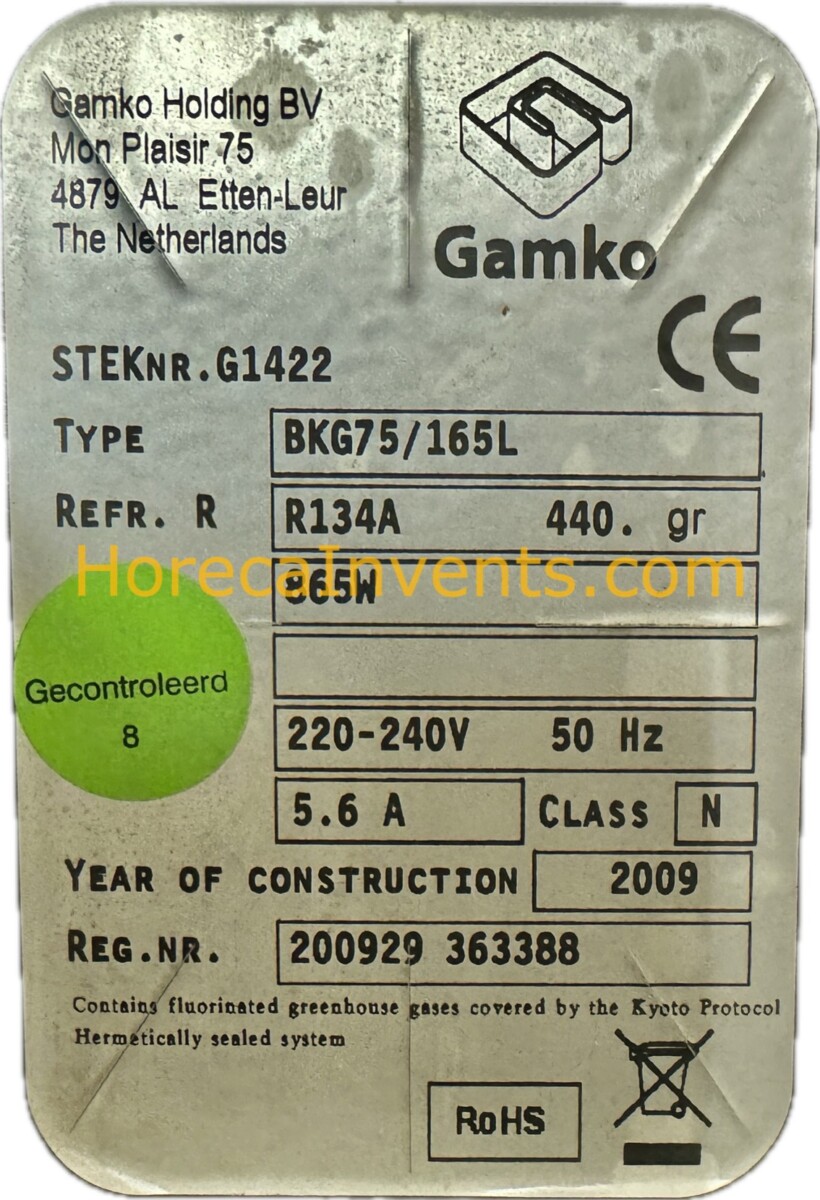 Gamko Holding BV
Mon Plaisir 75
4879 AL Etten-Leur
The Netherlands
Gamko
CE
STEKNR.G1422
TYPE BKG75/165L
REFR. R R134A 440. gr
HorecaInvents.com
865W
Gecontroleerd
8
220-240V 50 Hz
5.6 A CLASS N
YEAR OF CONSTRUCTION 2009
REG.NR. 200929 363388
Contains fluorinated greenhouse gases covered by the Kyoto Protocol
Hermetically sealed system
RoHS